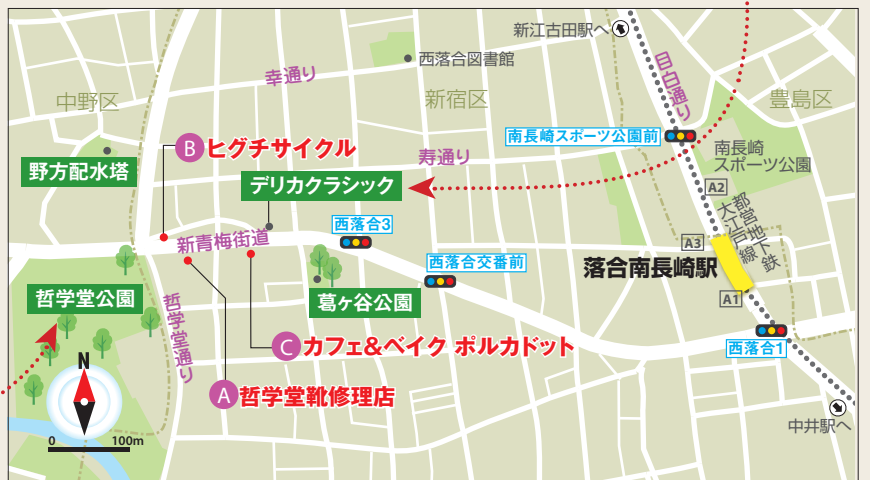 新江古田駅へ
西落合図書館
幸通り
目白通り
中野区
新宿区
豊島区
南長崎スポーツ公園前
B ヒグチサイクル
寿通り
南長崎
スポーツ公園
野方配水塔
デリカクラシック
A2
西落合3
新青梅街道
都営地下鉄
大江戸線
A3
西落合交番前
落合南長崎駅
哲学堂公園
葛ヶ谷公園
A1
哲学堂通り
C カフェ&ベイク ポルカドット
西落合1
N
A 哲学堂靴修理店
中井駅へ
0 100m